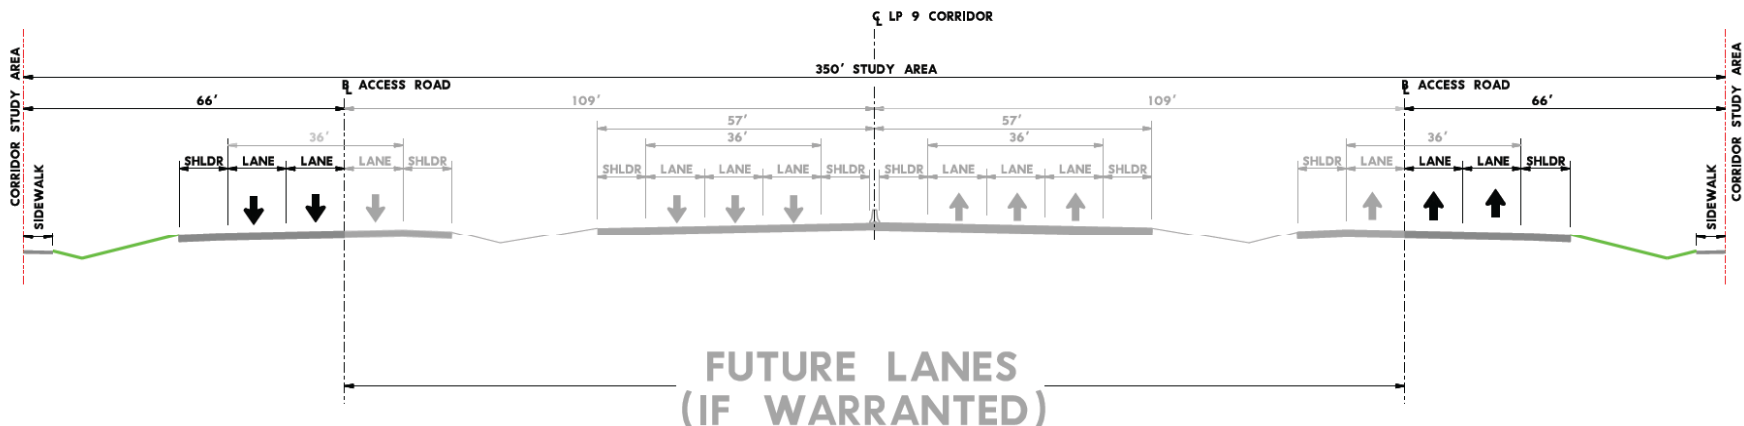 ℄ LP 9 CORRIDOR
350' STUDY AREA
CORRIDOR STUDY AREA
CORRIDOR STUDY AREA
BL ACCESS ROAD
BL ACCESS ROAD
66'
109'
109'
66'
57'
57'
36'
36'
36'
36'
SHLDR LANE LANE LANE SHLDR
SHLDR LANE LANE LANE SHLDR
SHLDR LANE LANE LANE SHLDR
SHLDR LANE LANE LANE SHLDR
SIDEWALK
SIDEWALK
FUTURE LANES
(IF WARRANTED)